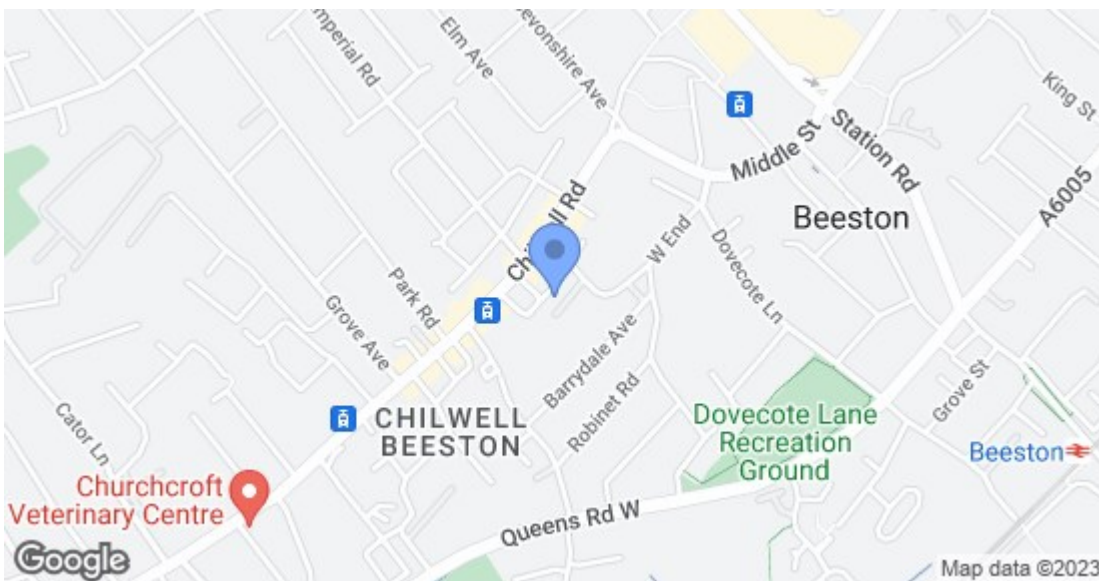 Imperial Rd
Elm Ave
Devonshire Ave
King St
Middle St
Station Rd
A6005
Chilwell Rd
Beeston
W End
Dovecote Ln
Park Rd
Grove Ave
Barrydale Ave
Robinet Rd
Grove St
Cator Ln
CHILWELL
BEESTON
Dovecote Lane
Recreation
Ground
Beeston
Churchcroft
Veterinary Centre
Queens Rd W
Google
Map data ©2023